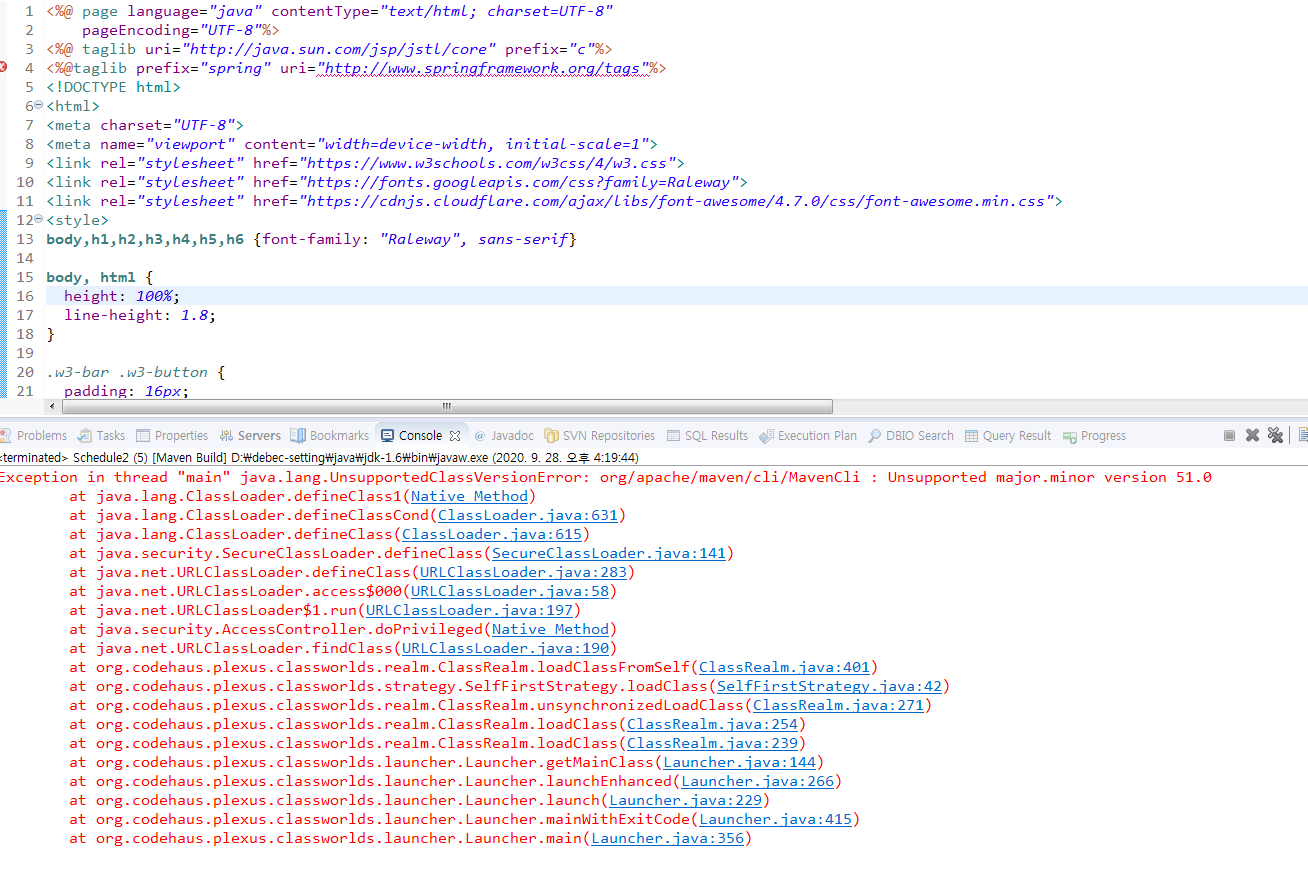 1 <%@ page language="java" contentType="text/html; charset=UTF-8"
2     pageEncoding="UTF-8"%>
3 <%@ taglib uri="http://java.sun.com/jsp/jstl/core" prefix="c"%>
4 <%@taglib prefix="spring" uri="http://www.springframework.org/tags"%>
5 <!DOCTYPE html>
6 <html>
7 <meta charset="UTF-8">
8 <meta name="viewport" content="width=device-width, initial-scale=1">
9 <link rel="stylesheet" href="https://www.w3schools.com/w3css/4/w3.css">
10 <link rel="stylesheet" href="https://fonts.googleapis.com/css?family=Raleway">
11 <link rel="stylesheet" href="https://cdnjs.cloudflare.com/ajax/libs/font-awesome/4.7.0/css/font-awesome.min.css">
12 <style>
13 body,h1,h2,h3,h4,h5,h6 {font-family: "Raleway", sans-serif}
14
15 body, html {
16   height: 100%;
17   line-height: 1.8;
18 }
19
20 .w3-bar .w3-button {
21   padding: 16px;
Problems Tasks Properties Servers Bookmarks Console Javadoc SVN Repositories SQL Results Execution Plan DBIO Search Query Result Progress
<terminated> Schedule2 (5) [Maven Build] D:₩debec-setting₩java₩jdk-1.6₩bin₩javaw.exe (2020. 9. 28. 오후 4:19:44)
Exception in thread "main" java.lang.UnsupportedClassVersionError: org/apache/maven/cli/MavenCli : Unsupported major.minor version 51.0
at java.lang.ClassLoader.defineClass1(Native Method)
at java.lang.ClassLoader.defineClassCond(ClassLoader.java:631)
at java.lang.ClassLoader.defineClass(ClassLoader.java:615)
at java.security.SecureClassLoader.defineClass(SecureClassLoader.java:141)
at java.net.URLClassLoader.defineClass(URLClassLoader.java:283)
at java.net.URLClassLoader.access$000(URLClassLoader.java:58)
at java.net.URLClassLoader$1.run(URLClassLoader.java:197)
at java.security.AccessController.doPrivileged(Native Method)
at java.net.URLClassLoader.findClass(URLClassLoader.java:190)
at org.codehaus.plexus.classworlds.realm.ClassRealm.loadClassFromSelf(ClassRealm.java:401)
at org.codehaus.plexus.classworlds.strategy.SelfFirstStrategy.loadClass(SelfFirstStrategy.java:42)
at org.codehaus.plexus.classworlds.realm.ClassRealm.unsynchronizedLoadClass(ClassRealm.java:271)
at org.codehaus.plexus.classworlds.realm.ClassRealm.loadClass(ClassRealm.java:254)
at org.codehaus.plexus.classworlds.realm.ClassRealm.loadClass(ClassRealm.java:239)
at org.codehaus.plexus.classworlds.launcher.Launcher.getMainClass(Launcher.java:144)
at org.codehaus.plexus.classworlds.launcher.Launcher.launchEnhanced(Launcher.java:266)
at org.codehaus.plexus.classworlds.launcher.Launcher.launch(Launcher.java:229)
at org.codehaus.plexus.classworlds.launcher.Launcher.mainWithExitCode(Launcher.java:415)
at org.codehaus.plexus.classworlds.launcher.Launcher.main(Launcher.java:356)